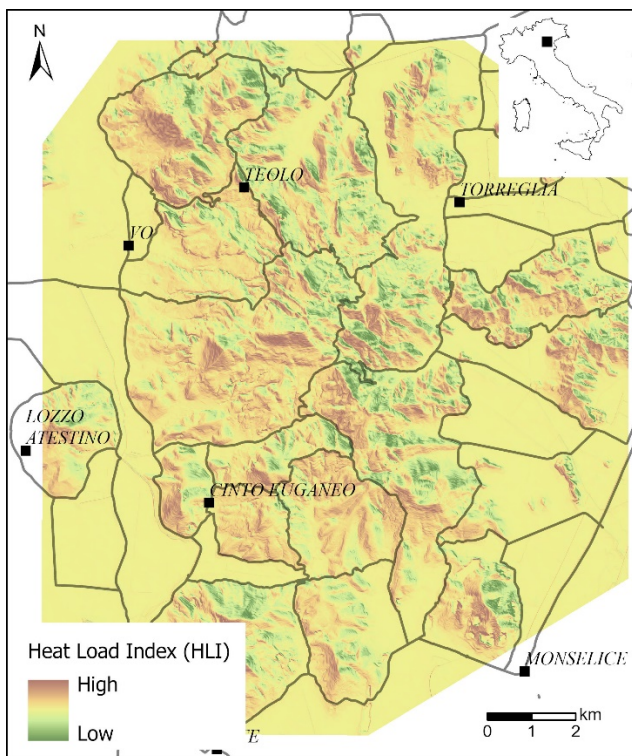 N
TEOLO
TORREGLIA
VO
LOZZO
ATESTINO
CINTO EUGANEO
Heat Load Index (HLI)
High
Low
MONSELICE
0 1 2
km